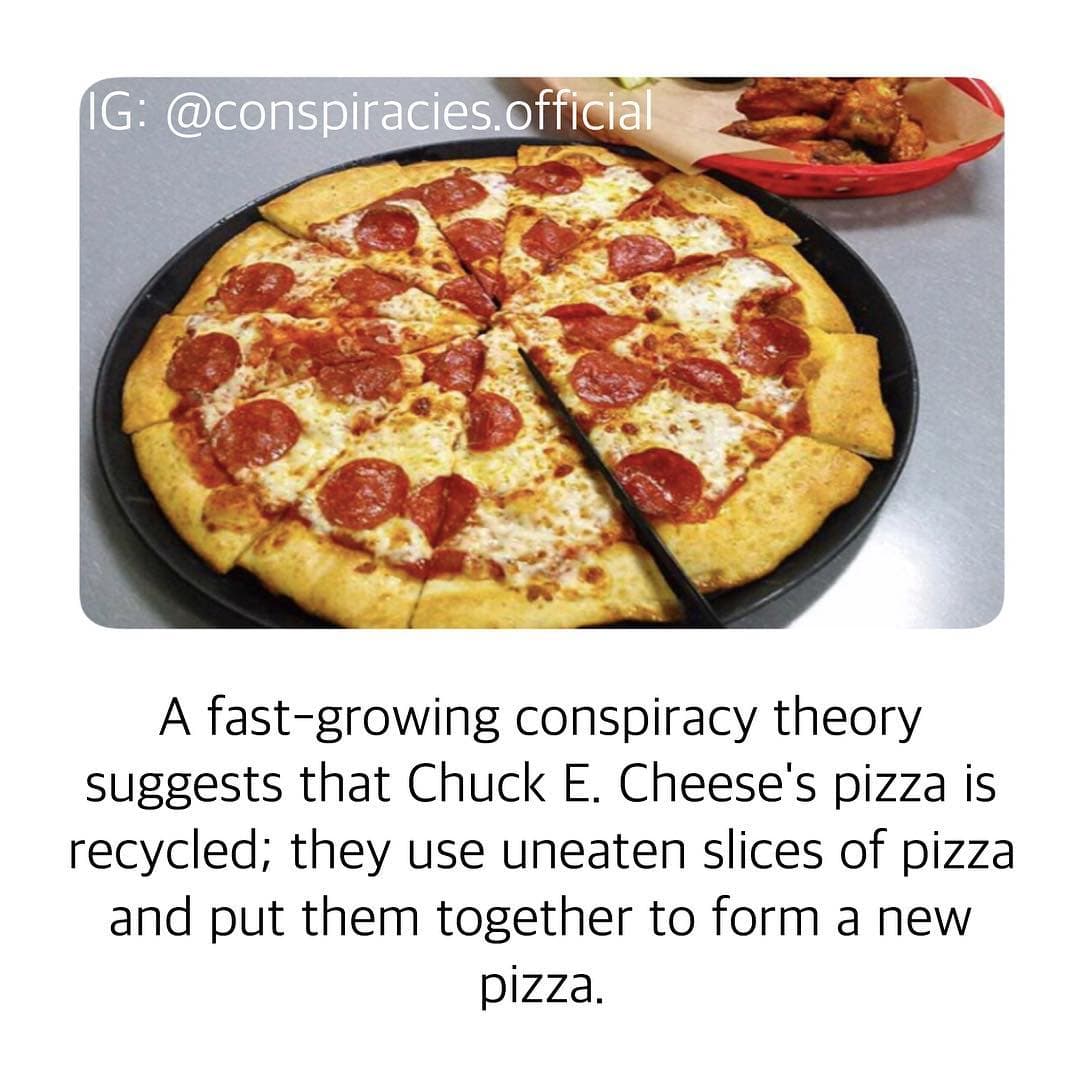 IG: @conspiracies.official
A fast-growing conspiracy theory
suggests that Chuck E. Cheese's pizza is
recycled; they use uneaten slices of pizza
and put them together to form a new
pizza.